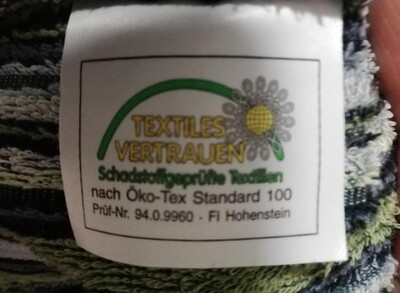 TEXTILES
VERTRAUEN
Schadstoffgeprüfte Textilien
nach Öko-Tex Standard 100
Prüf-Nr. 94.0.9960 - FI Hohenstein